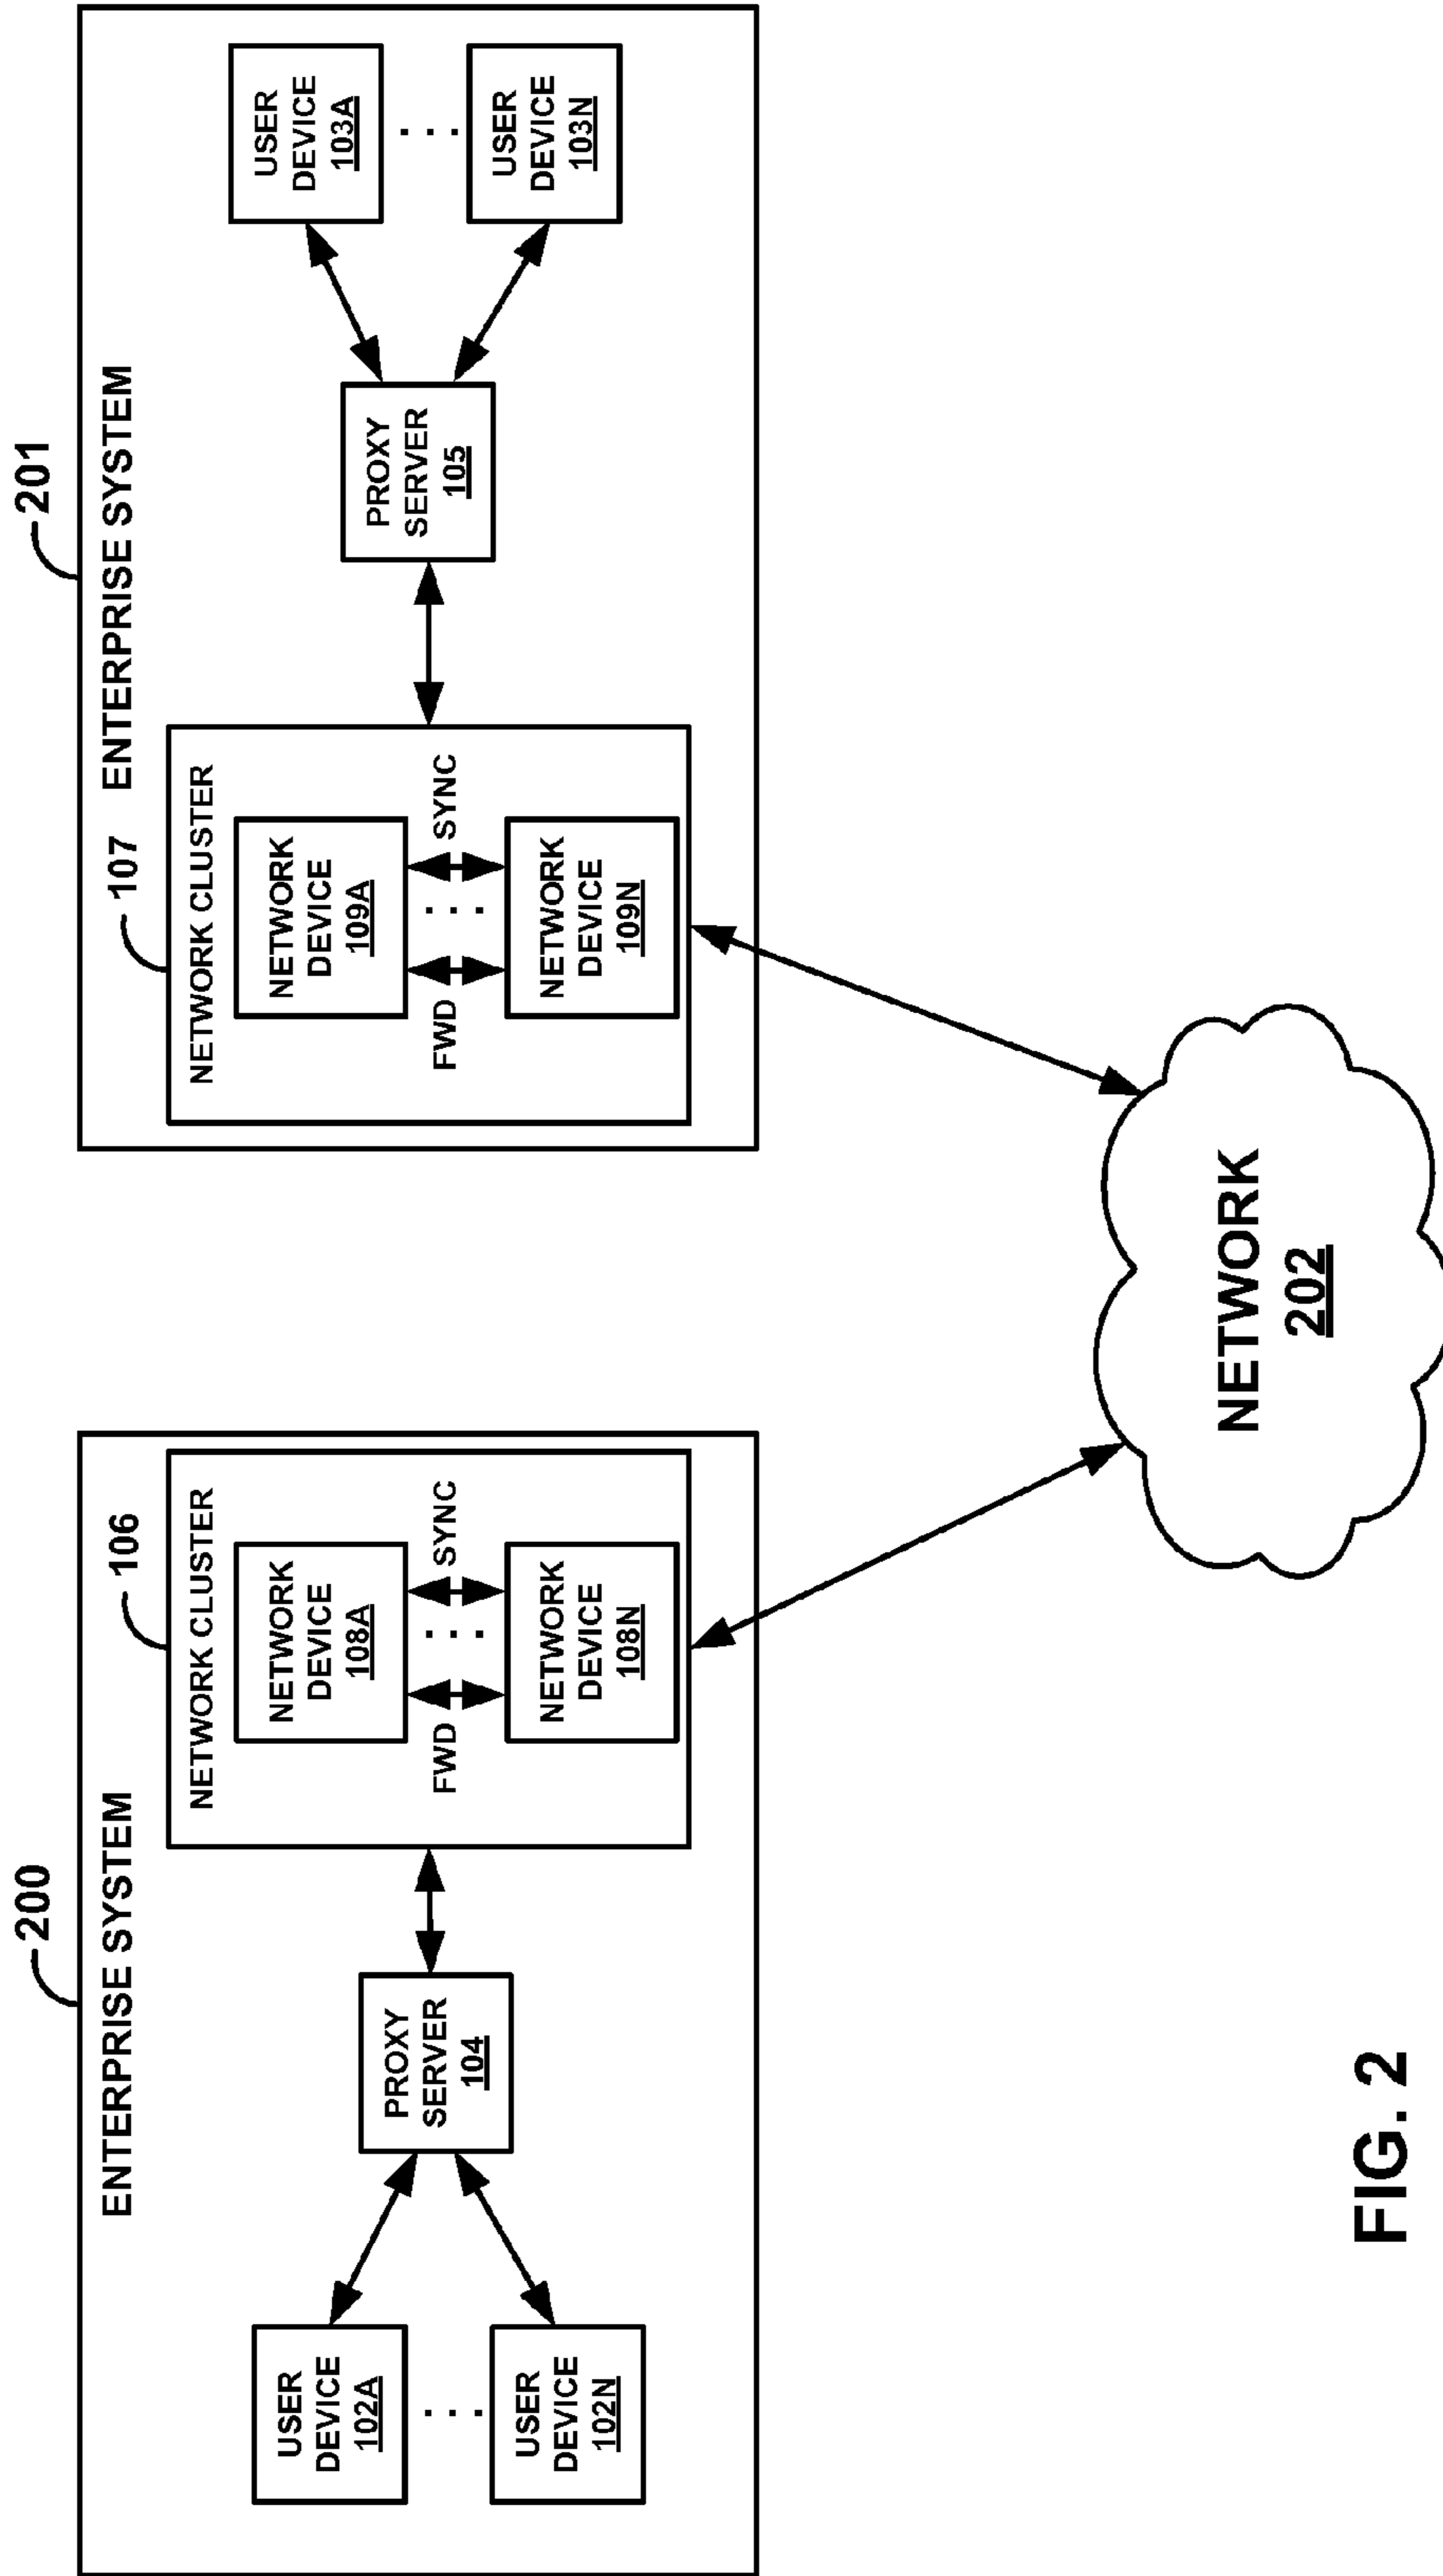 200
ENTERPRISE SYSTEM
USER
DEVICE
102A
. . .
USER
DEVICE
102N
PROXY
SERVER
104
106
NETWORK CLUSTER
NETWORK
DEVICE
108A
FWD
. . .
SYNC
NETWORK
DEVICE
108N
201
ENTERPRISE SYSTEM
107
NETWORK CLUSTER
NETWORK
DEVICE
109A
FWD
. . .
SYNC
NETWORK
DEVICE
109N
PROXY
SERVER
105
USER
DEVICE
103A
. . .
USER
DEVICE
103N
NETWORK
202
FIG. 2